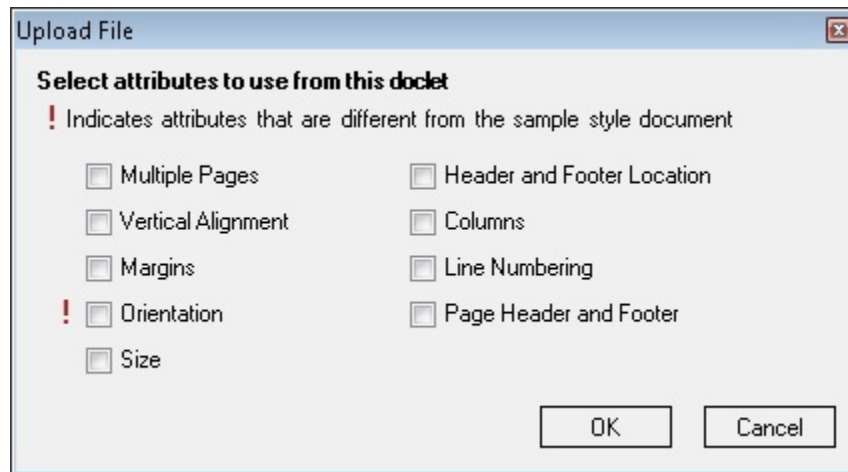 Upload File
Select attributes to use from this doclet
! Indicates attributes that are different from the sample style document
Multiple Pages
Header and Footer Location
Vertical Alignment
Columns
Margins
Line Numbering
! Orientation
Page Header and Footer
Size
OK
Cancel